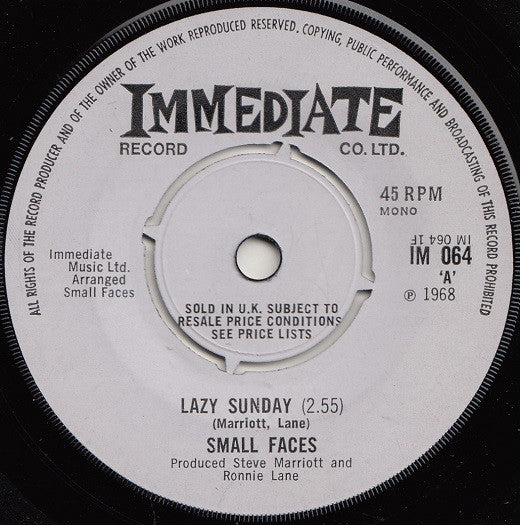 ALL RIGHTS OF THE RECORD PRODUCER AND OF THE OWNER OF THE WORK REPRODUCED RESERVED. COPYING, PUBLIC PERFORMANCE AND BROADCASTING OF THIS RECORD PROHIBITED
IMMEDIATE
RECORD CO. LTD.
45 RPM
MONO
IM 064 1F
IM 064
'A'
℗ 1968
Immediate
Music Ltd.
Arranged
Small Faces
SOLD IN U.K. SUBJECT TO
RESALE PRICE CONDITIONS
SEE PRICE LISTS
LAZY SUNDAY (2.55)
(Marriott, Lane)
SMALL FACES
Produced Steve Marriott and
Ronnie Lane